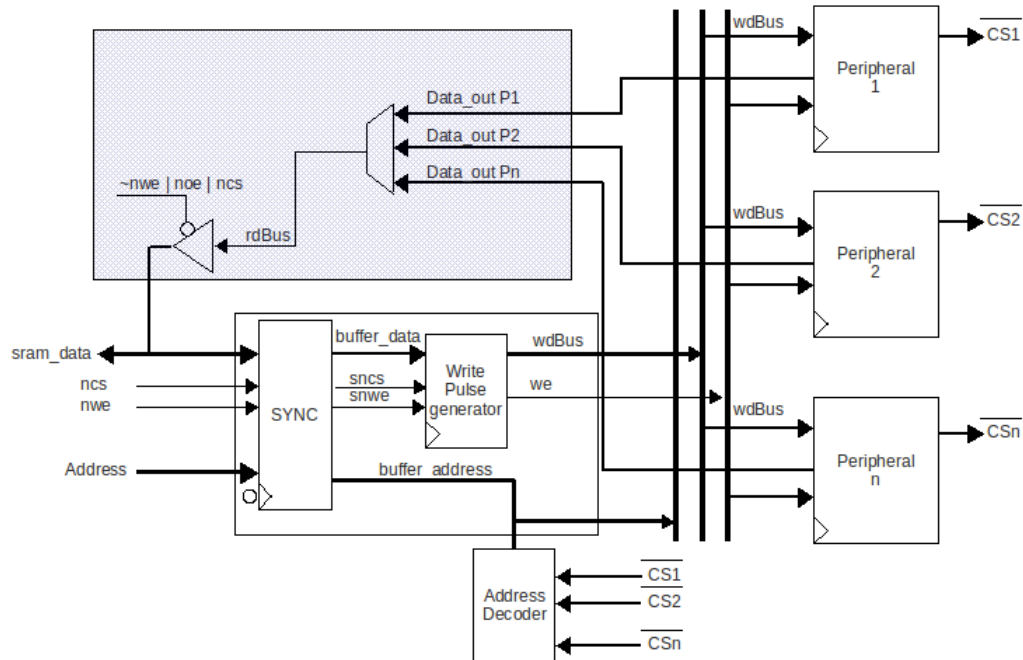 wdBus
CS1
Peripheral
1
Data_out P1
Data_out P2
Data_out Pn
~nwe | noe | ncs
rdBus
wdBus
CS2
Peripheral
2
sram_data
buffer_data
wdBus
ncs
nwe
sncs
snwe
SYNC
Write
Pulse
generator
we
wdBus
CSn
Peripheral
n
Address
buffer_address
Address
Decoder
CS1
CS2
CSn